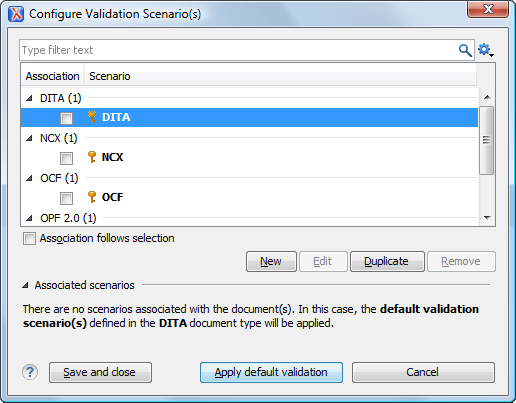 Configure Validation Scenario(s)
Type filter text
Association Scenario
DITA (1)
DITA
NCX (1)
NCX
OCF (1)
OCF
OPF 2.0 (1)
Association follows selection
New Edit Duplicate Remove
Associated scenarios
There are no scenarios associated with the document(s). In this case, the default validation
scenario(s) defined in the DITA document type will be applied.
? Save and close Apply default validation Cancel